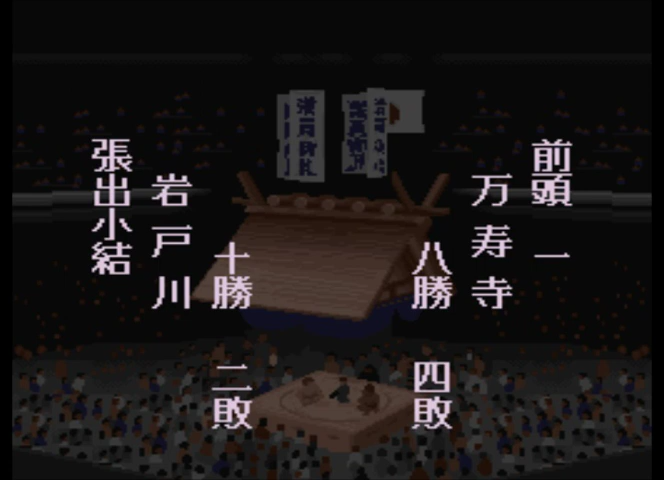 前頭 一
万寿寺
八勝 四敗
十勝 二敗
岩戸川
張出小結